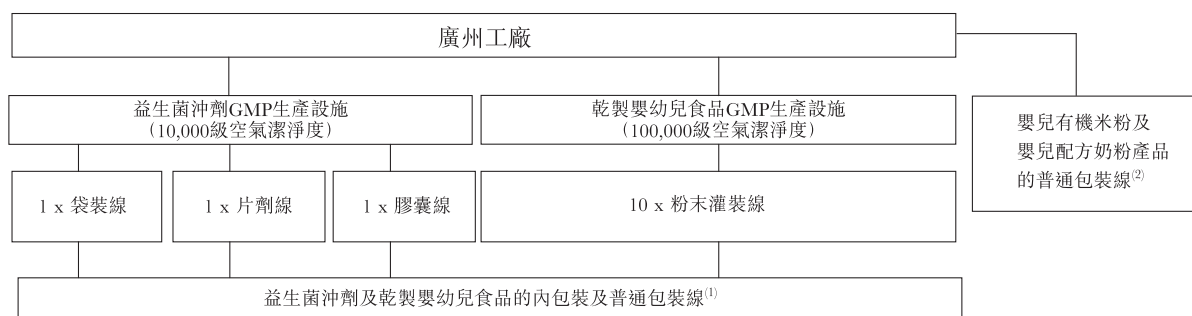 廣州工廠
益生菌沖劑GMP生產設施
（10,000級空氣潔淨度）
乾製嬰幼兒食品GMP生產設施
（100,000級空氣潔淨度）
嬰兒有機米粉及
嬰兒配方奶粉產品
的普通包裝線(2)
1 x 袋裝線
1 x 片劑線
1 x 膠囊線
10 x 粉末灌裝線
益生菌沖劑及乾製嬰幼兒食品的內包裝及普通包裝線(1)